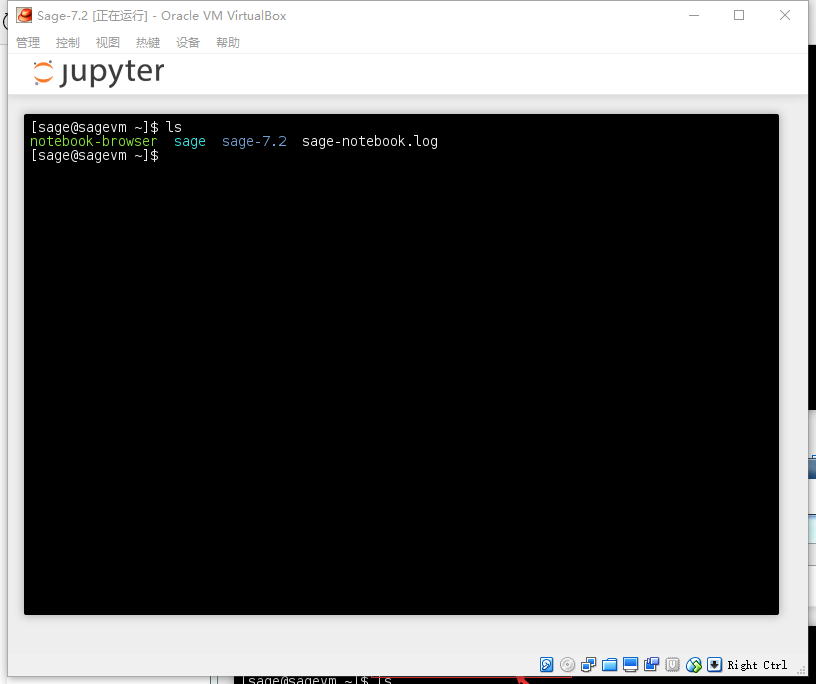 Sage-7.2 [正在运行] - Oracle VM VirtualBox
管理 控制 视图 热键 设备 帮助
jupyter
[sage@sagevm ~]$ ls
notebook-browser sage sage-7.2 sage-notebook.log
[sage@sagevm ~]$
Right Ctrl
[sage@sagevm ~]$ ls